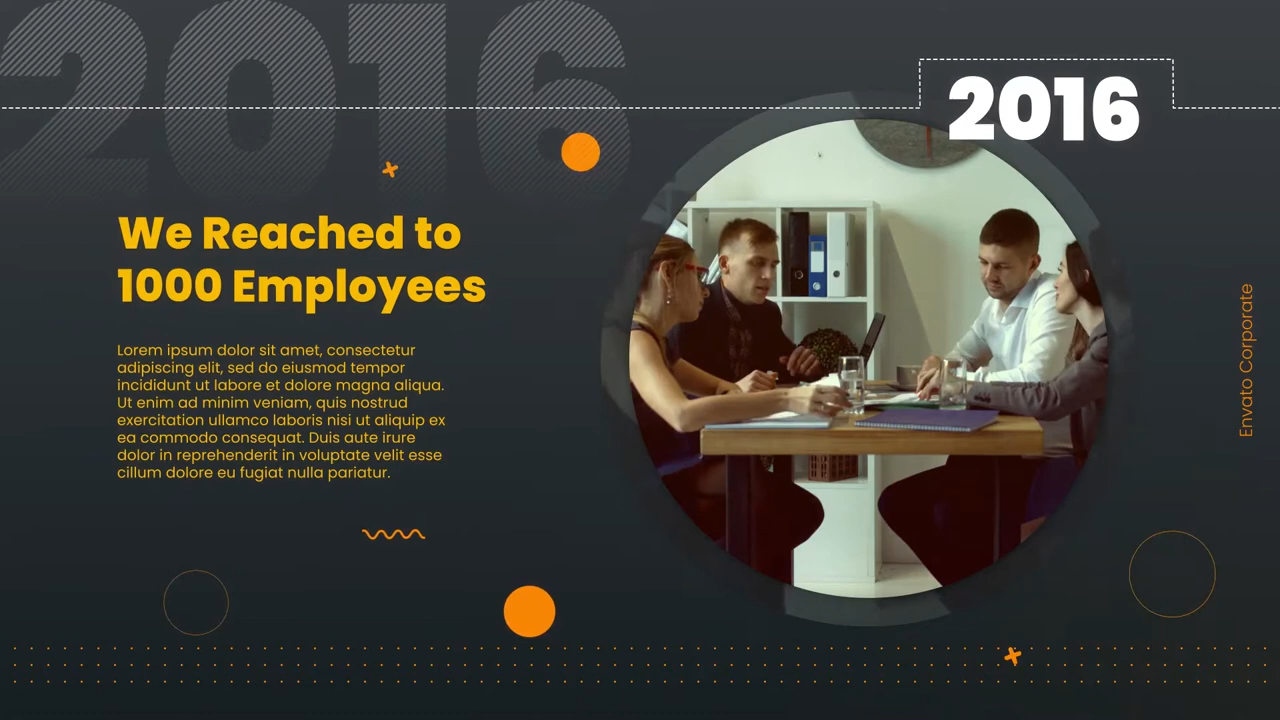 2016
2016
We Reached to
1000 Employees
Lorem ipsum dolor sit amet, consectetur
adipiscing elit, sed do eiusmod tempor
incididunt ut labore et dolore magna aliqua.
Ut enim ad minim veniam, quis nostrud
exercitation ullamco laboris nisi ut aliquip ex
ea commodo consequat. Duis aute irure
dolor in reprehenderit in voluptate velit esse
cillum dolore eu fugiat nulla pariatur.
Envato Corporate